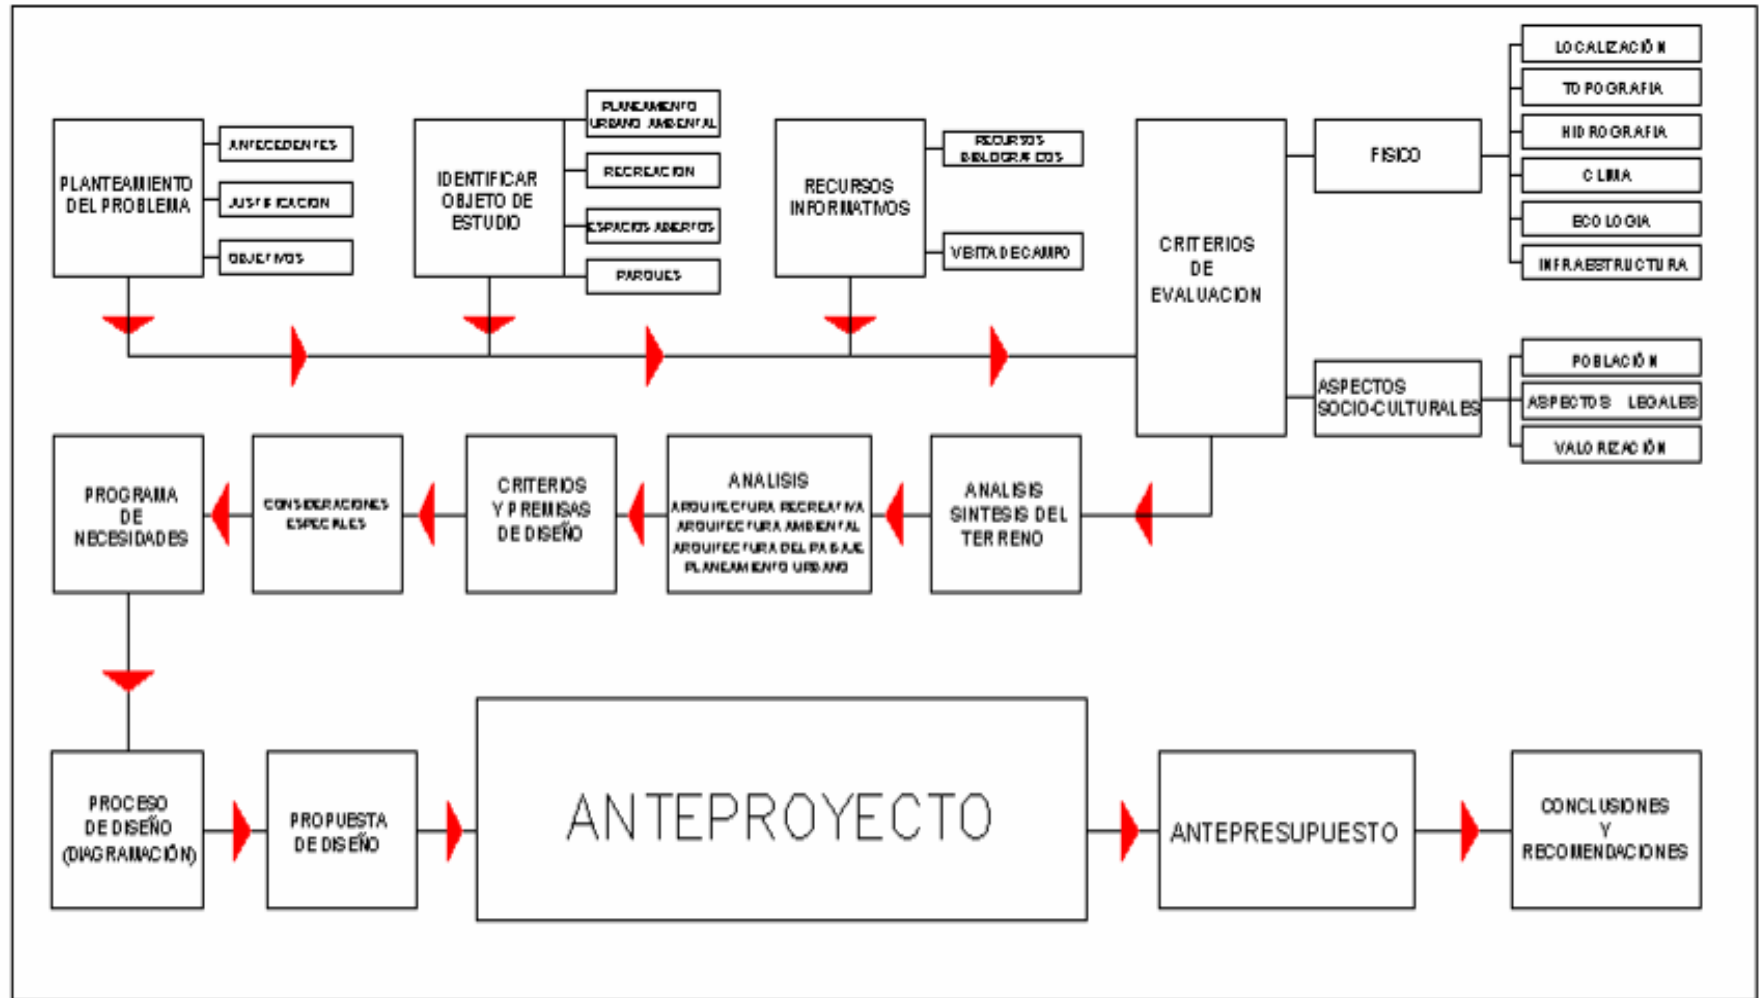 PLANTEAMIENTO
DEL PROBLEMA
ANTECEDENTES
JUSTIFICACION
OBJETIVOS
IDENTIFICAR
OBJETO DE
ESTUDIO
PLANEAMIENTO
URBANO AMBIENTAL
RECREACION
ESPACIOS ABIERTOS
PARQUES
RECURSOS
INFORMATIVOS
RECURSOS
BIBLOGRAFICOS
VISITA DE CAMPO
CRITERIOS
DE
EVALUACION
FISICO
LOCALIZACIÓN
TOPOGRAFIA
HIDROGRAFIA
CLIMA
ECOLOGIA
INFRAESTRUCTURA
ASPECTOS
SOCIO-CULTURALES
POBLACIÓN
ASPECTOS LEGALES
VALORIZACIÓN
PROGRAMA
DE
NECESIDADES
CONSIDERACIONES
ESPECIALES
CRITERIOS
Y PREMISAS
DE DISEÑO
ANALISIS
ARQUITECTURA RECREATIVA
ARQUITECTURA AMBIENTAL
ARQUITECTURA DEL PAISAJE
PLANEAMIENTO URBANO
ANALISIS
SINTESIS DEL
TERRENO
PROCESO
DE DISEÑO
(DIAGRAMACIÓN)
PROPUESTA
DE DISEÑO
ANTEPROYECTO
ANTEPRESUPUESTO
CONCLUSIONES
Y
RECOMENDACIONES